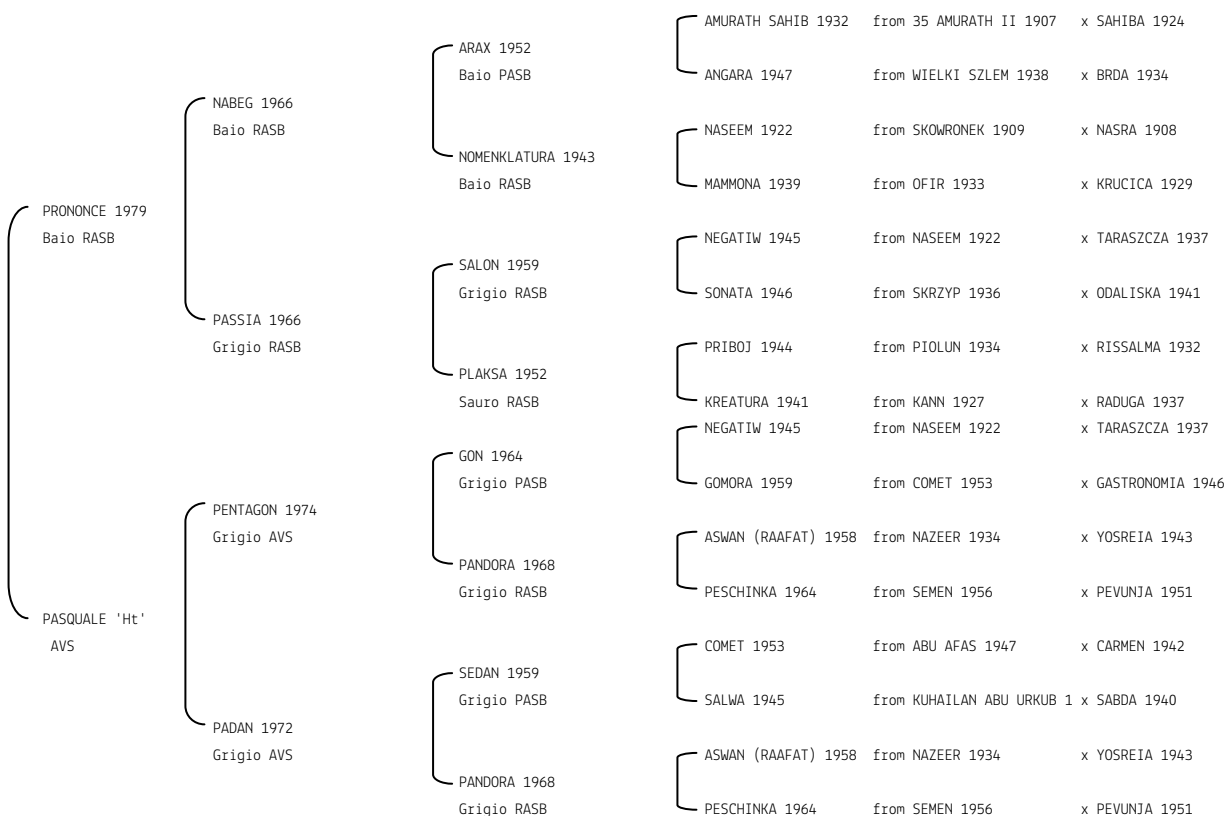 AMURATH SAHIB 1932 from 35 AMURATH II 1907 x SAHIBA 1924
ARAX 1952
Baio PASB
ANGARA 1947 from WIELKI SZLEM 1938 x BRDA 1934
NABEG 1966
Baio RASB
NASEEM 1922 from SKOWRONEK 1909 x NASRA 1908
NOMENKLATURA 1943
Baio RASB
MAMMONA 1939 from OFIR 1933 x KRUCICA 1929
PRONONCE 1979
Baio RASB
NEGATIW 1945 from NASEEM 1922 x TARASZCZA 1937
SALON 1959
Grigio RASB
SONATA 1946 from SKRZYP 1936 x ODALISKA 1941
PASSIA 1966
Grigio RASB
PRIBOJ 1944 from PIOLUN 1934 x RISSALMA 1932
PLAKSA 1952
Sauro RASB
KREATURA 1941 from KANN 1927 x RADUGA 1937
NEGATIW 1945 from NASEEM 1922 x TARASZCZA 1937
GON 1964
Grigio PASB
GOMORA 1959 from COMET 1953 x GASTRONOMIA 1946
PENTAGON 1974
Grigio AVS
ASWAN (RAAFAT) 1958 from NAZEER 1934 x YOSREIA 1943
PANDORA 1968
Grigio RASB
PESCHINKA 1964 from SEMEN 1956 x PEVUNJA 1951
PASQUALE 'Ht'
AVS
COMET 1953 from ABU AFAS 1947 x CARMEN 1942
SEDAN 1959
Grigio PASB
SALWA 1945 from KUHAILAN ABU URKUB 1 x SABDA 1940
PADAN 1972
Grigio AVS
ASWAN (RAAFAT) 1958 from NAZEER 1934 x YOSREIA 1943
PANDORA 1968
Grigio RASB
PESCHINKA 1964 from SEMEN 1956 x PEVUNJA 1951